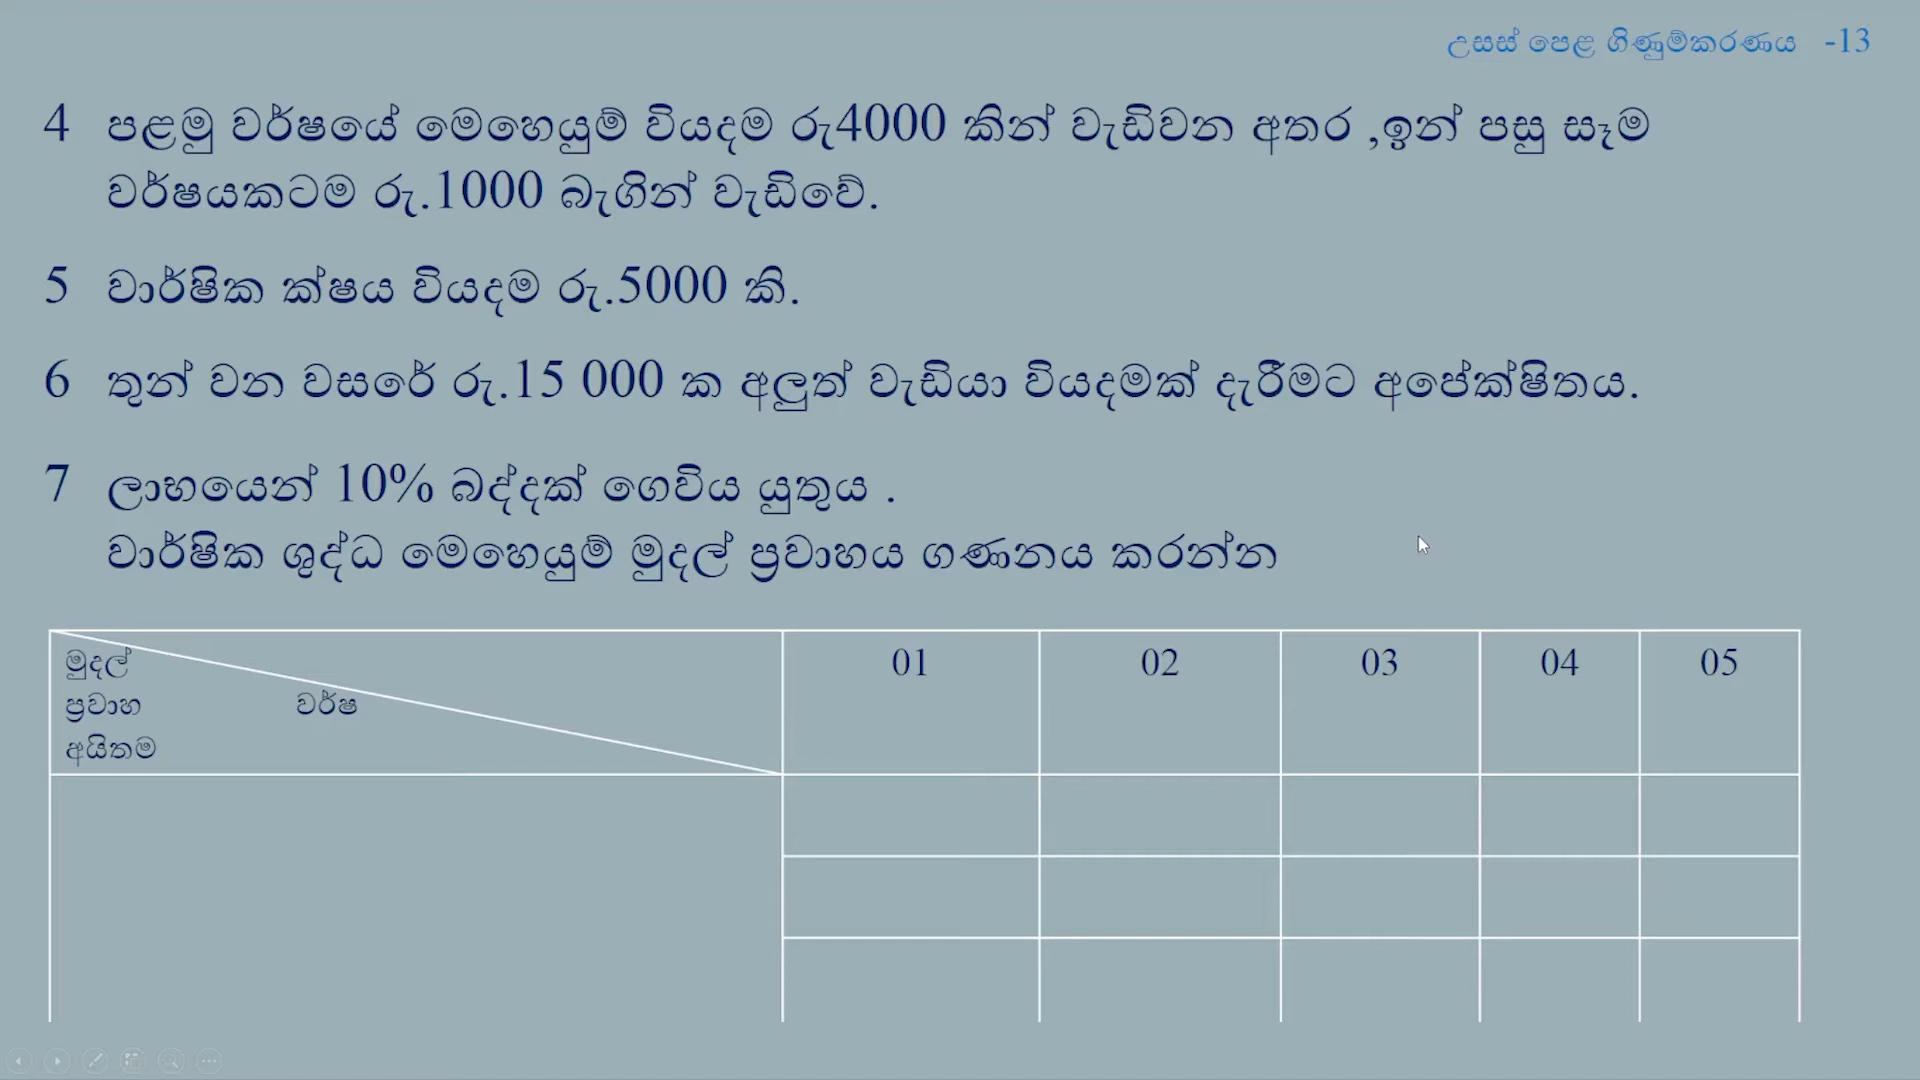 උසස් පෙළ ගිණුම්කරණය -13
4 පළමු වර්ෂයේ මෙහෙයුම් වියදම රු4000 කින් වැඩිවන අතර ,ඉන් පසු සෑම
වර්ෂයකටම රු.1000 බැගින් වැඩිවේ.
5 වාර්ෂික ක්ෂය වියදම රු.5000 කි.
6 තුන් වන වසරේ රු.15 000 ක අලුත් වැඩියා වියදමක් දැරීමට අපේක්ෂිතය.
7 ලාභයෙන් 10% බද්දක් ගෙවිය යුතුය .
වාර්ෂික ශුද්ධ මෙහෙයුම් මුදල් ප්‍රවාහය ගණනය කරන්න
මුදල් 01 02 03 04 05
ප්‍රවාහ වර්ෂ
අයිතම